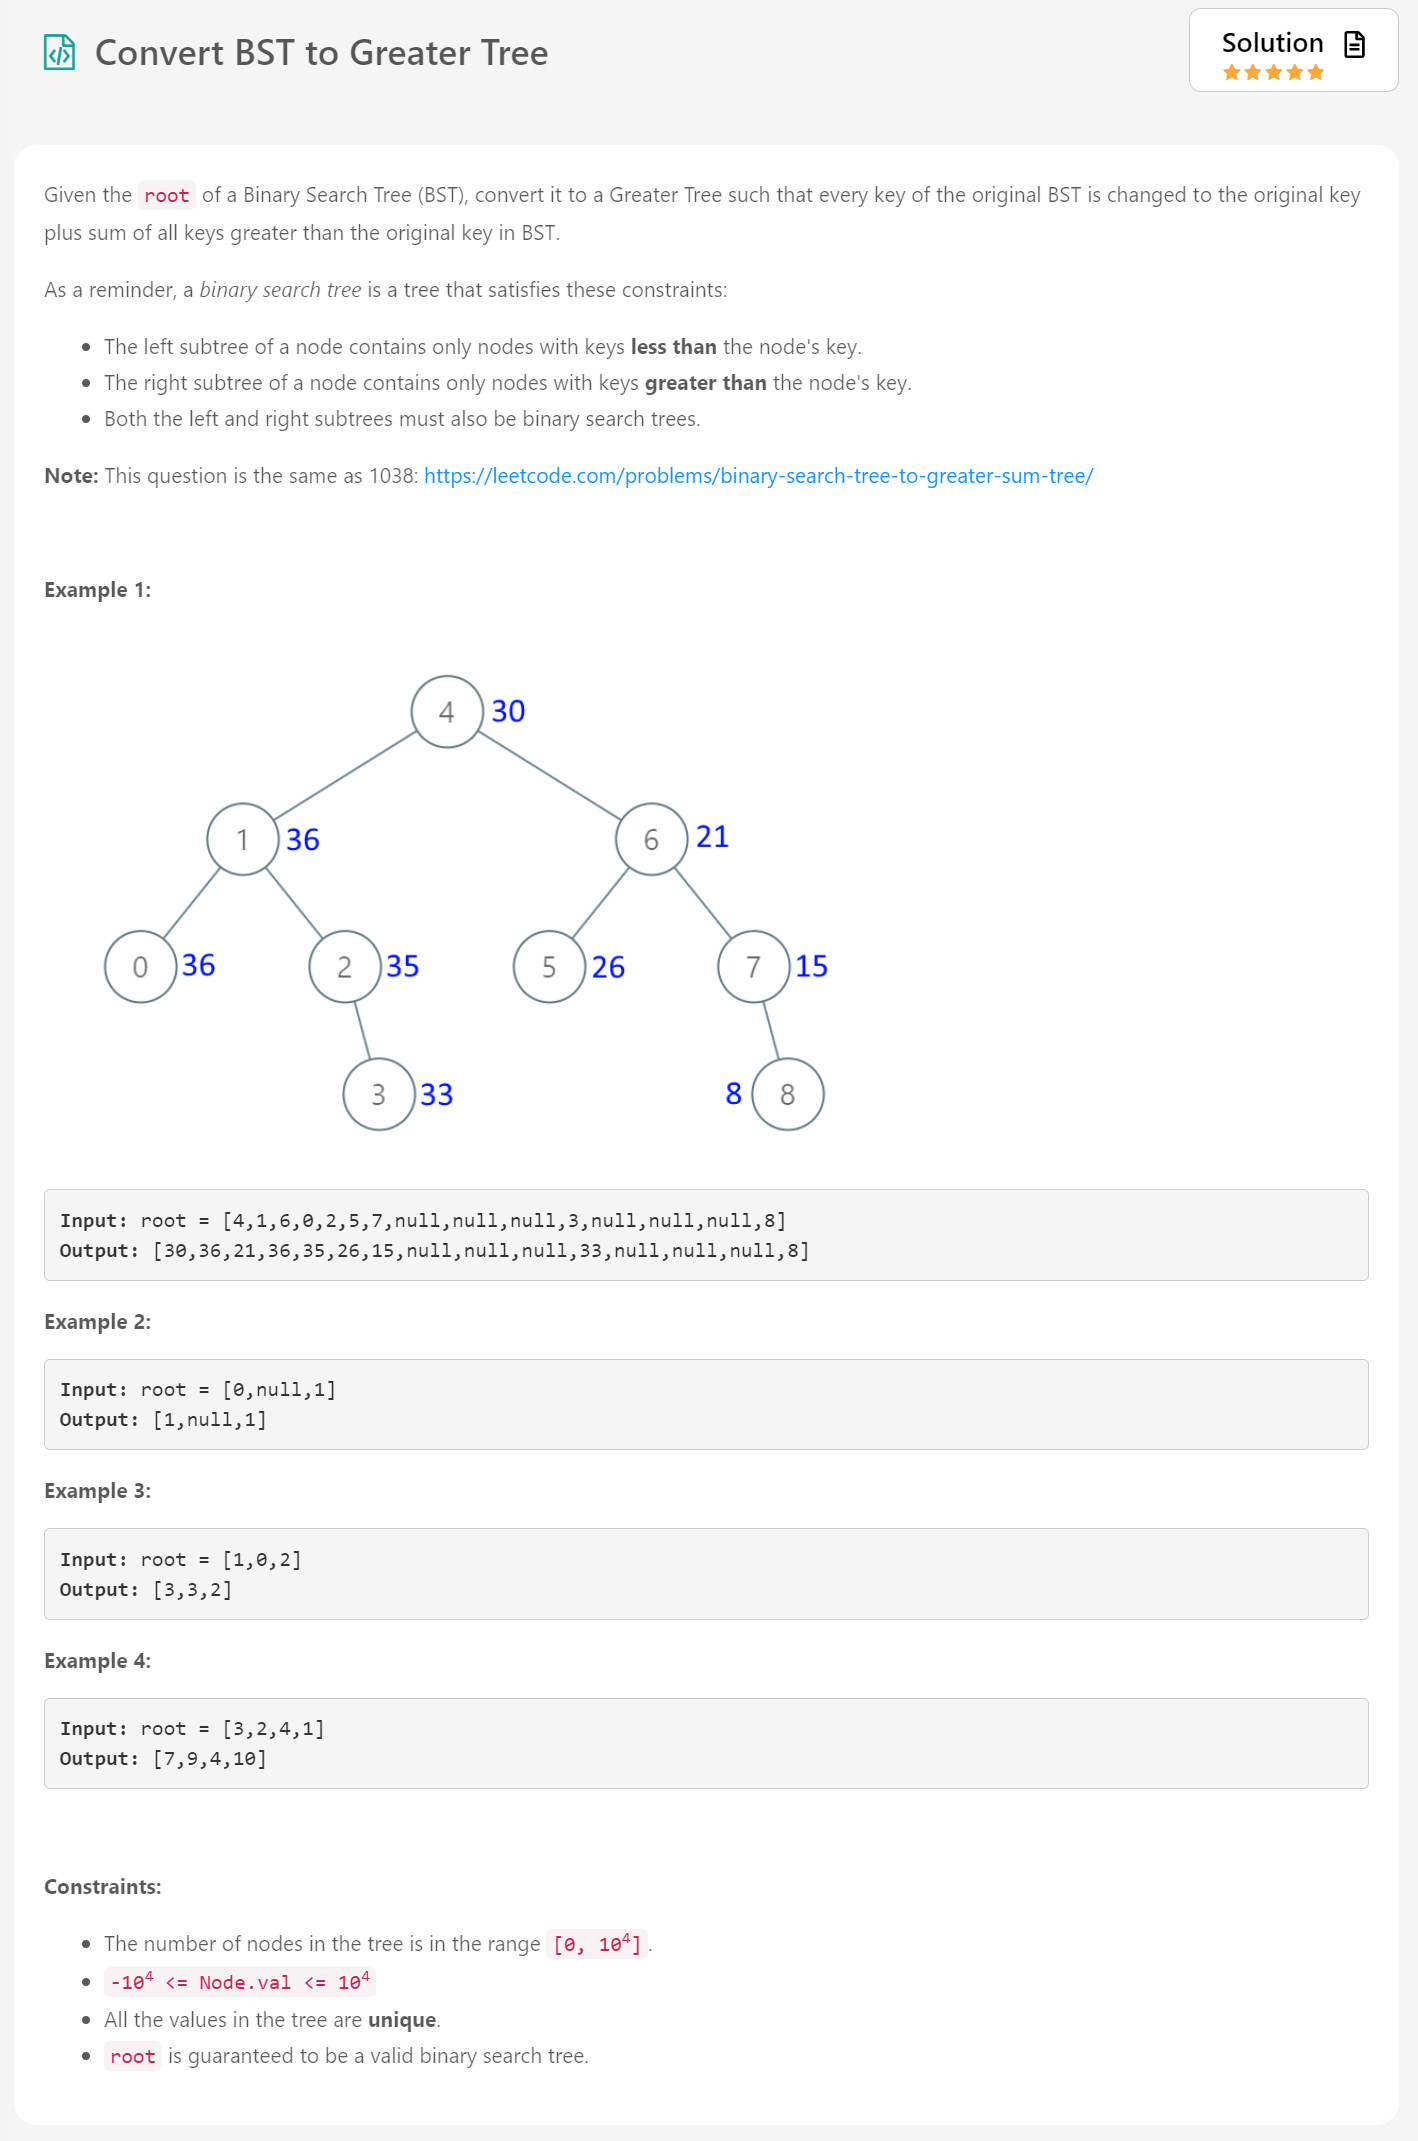 Convert BST to Greater Tree
Solution
Given the root of a Binary Search Tree (BST), convert it to a Greater Tree such that every key of the original BST is changed to the original key
plus sum of all keys greater than the original key in BST.
As a reminder, a binary search tree is a tree that satisfies these constraints:
• The left subtree of a node contains only nodes with keys less than the node's key.
• The right subtree of a node contains only nodes with keys greater than the node's key.
• Both the left and right subtrees must also be binary search trees.
Note: This question is the same as 1038: https://leetcode.com/problems/binary-search-tree-to-greater-sum-tree/
Example 1:
4 30
1 36 6 21
0 36 2 35 5 26 7 15
3 33 8 8
Input: root = [4,1,6,0,2,5,7,null,null,null,3,null,null,null,8]
Output: [30,36,21,36,35,26,15,null,null,null,33,null,null,null,8]
Example 2:
Input: root = [0,null,1]
Output: [1,null,1]
Example 3:
Input: root = [1,0,2]
Output: [3,3,2]
Example 4:
Input: root = [3,2,4,1]
Output: [7,9,4,10]
Constraints:
• The number of nodes in the tree is in the range [0, 10⁴].
• -10⁴ <= Node.val <= 10⁴
• All the values in the tree are unique.
• root is guaranteed to be a valid binary search tree.